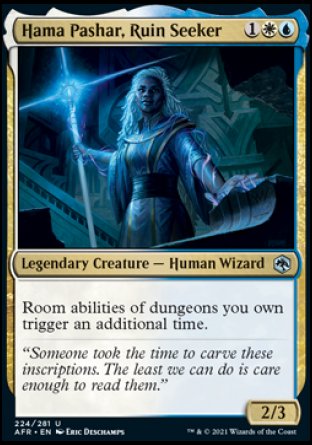 Hama Pashar, Ruin Seeker 1
Legendary Creature — Human Wizard
Room abilities of dungeons you own
trigger an additional time.
“Someone took the time to carve these
inscriptions. The least we can do is care
enough to read them.”
2/3
224/281 U
AFR • EN Eric Deschamps
™ & © 2021 Wizards of the Coast